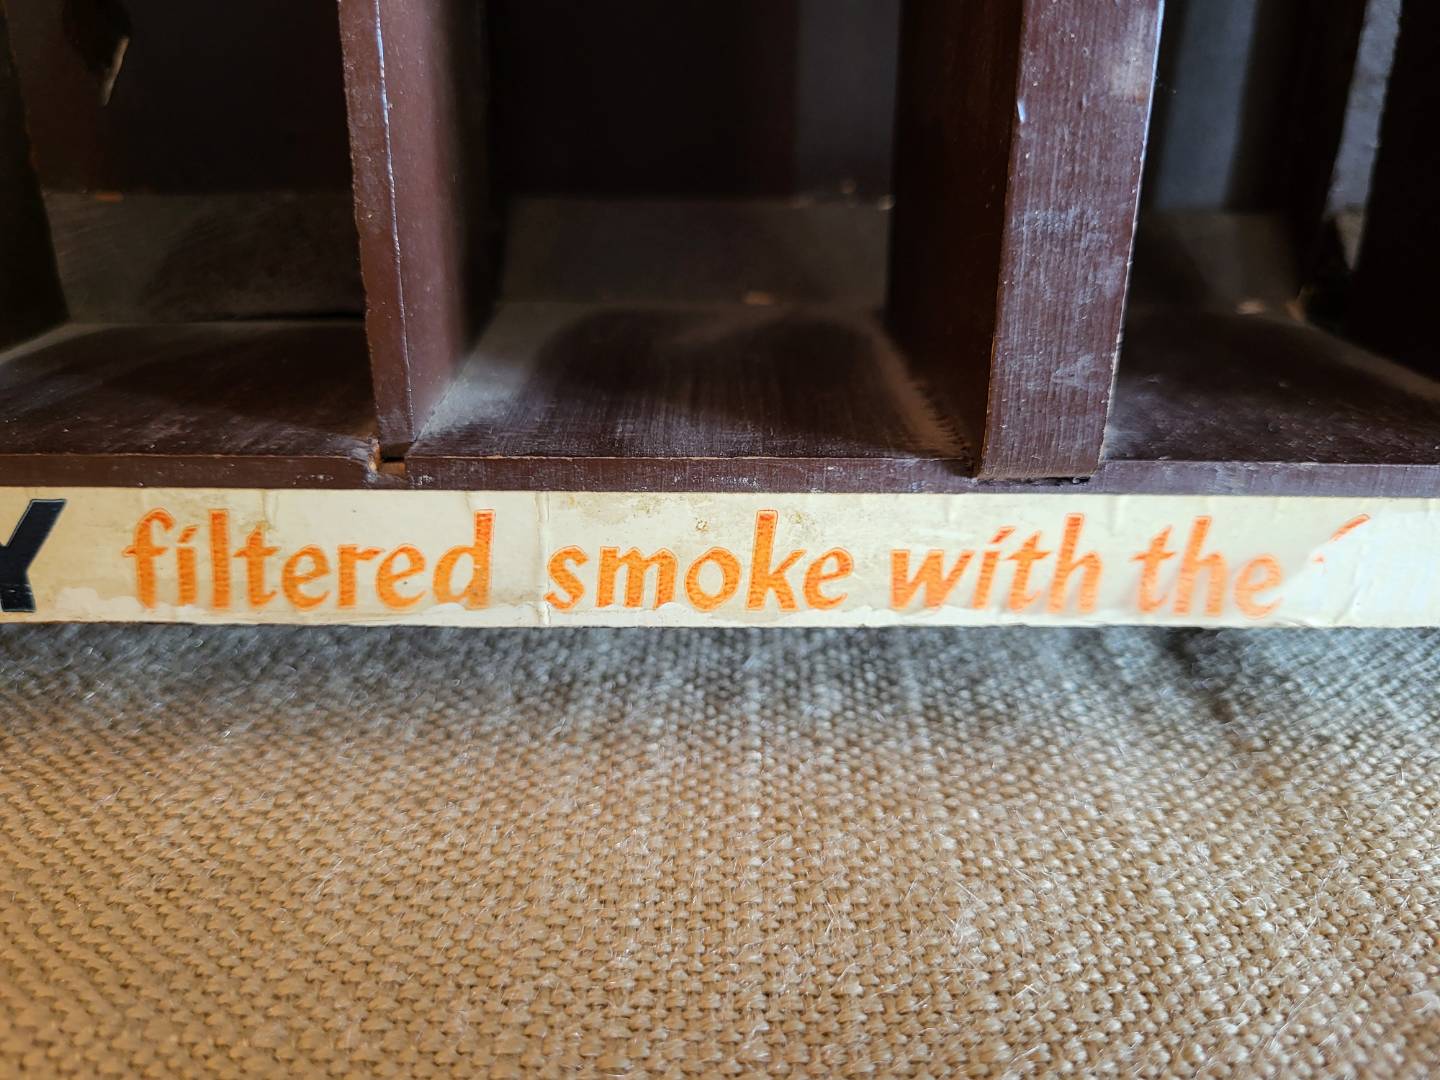 Y filtered smoke with the